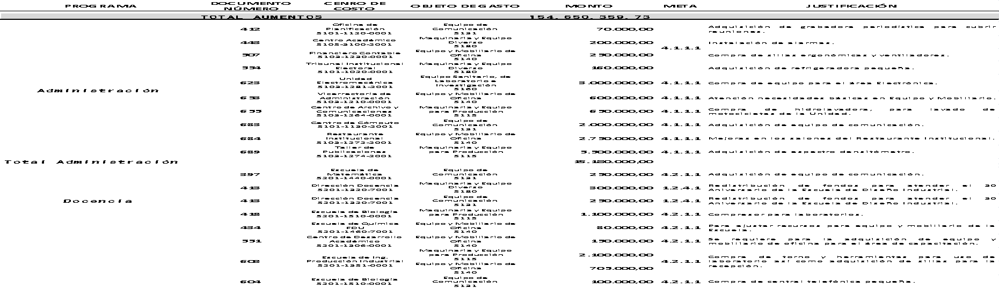 PROGRAMA DOCUMENTO NÚMERO CENRO DE COSTO OBJETO DE GASTO MONTO META JUSTIFICACIÓN
TOTAL AUMENTOS 154.650.359,73
Administración
412 Oficina de Planificación 5101-1120-0001 Equipo de Comunicación 5131 70.000,00 Adquisición de grabadora periodística para cubrir reuniones.
448 Centro Académico 5105-3100-2001 Maquinaria y Equipo Diverso 5180 200.000,00 4.1.1.1 Instalación de alarmas.
507 Financiero Contable 5103-1230-0001 Equipo y Mobiliario de Oficina 5140 250.000,00 Compra de sillas ergonómicas y ventiladores.
554 Tribunal Institucional Electoral 5101-1020-0001 Maquinaria y Equipo Diverso 5180 160.000,00 Adquisición de refrigeradora pequeña.
623 Unidad Electromecánica 5103-1281-2001 Equipo Sanitario, de Laboratorio e Investigación 5160 3.000.000,00 4.1.1.1 Compra de equipo para el área Electrónica.
658 Vicerrectoría de Administración 5103-1210-0001 Equipo y Mobiliario de Oficina 5140 600.000,00 4.1.1.1 Atención necesidades básicas en Equipo y Mobiliario.
655 Centro de Archivo y Comunicaciones 5103-1264-0001 Maquinaria y Equipo para Producción 5115 650.000,00 4.1.1.1 Compra de hidrolavadora, para lavado de motocicletas de la Unidad.
683 Centro de Cómputo 5101-1130-2001 Equipo de Comunicación 5131 2.000.000,00 4.1.1.1 Adquisición de equipo de comunicación.
684 Restaurante Institucional 5103-1272-2001 Equipo y Mobiliario de Oficina 5140 2.750.000,00 4.1.1.1 Mejoras en los salones del Restaurante Institucional.
689 Taller de Publicaciones 5103-1274-2001 Maquinaria y Equipo para Producción 5115 5.500.000,00 4.1.1.1 Adquisición de espectro densitómetro.
Total Administración 15.180.000,00
Docencia
397 Escuela de Matemática 5201-1440-0001 Equipo de Comunicación 5131 250.000,00 4.2.1.1 Adquisición de equipo de comunicación.
413 Dirección Docencia 5201-1320-7001 Maquinaria y Equipo Diverso 5180 300.000,00 1.2.4.1 Redistribución de fondos para atender el 30 Aniversario de la Escuela de Diseño Industrial.
413 Dirección Docencia 5201-1320-7001 Equipo de Comunicación 5131 250.000,00 1.2.4.1 Redistribución de fondos para atender el 30 Aniversario de la Escuela de Diseño Industrial.
418 Escuela de Biología 5201-1510-0001 Maquinaria y Equipo para Producción 5115 1.100.000,00 4.2.1.1 Compresor para laboratorios.
434 Escuela de Química FDU 5201-1460-7001 Equipo y Mobiliario de Oficina 5140 80.000,00 4.2.1.1 Para ajustar recursos para equipo y mobiliario de la Escuela.
551 Centro de Desarrollo Académico 5201-1306-0001 Equipo y Mobiliario de Oficina 5140 150.000,00 4.2.1.1 Se requiere para la adquisición de equipo y mobiliario de oficina para el área de capacitación.
608 Escuela de Ing. Producción Industrial 5201-1351-0001 Maquinaria y Equipo para Producción 5115 2.100.000,00 4.2.1.1 Compra de torno y herramientas para uso de laboratorio así como adquisición de sillas para la recepción.
Equipo y Mobiliario de Oficina 5140 705.000,00
604 Escuela de Biología 5201-1510-0001 Equipo de Comunicación 5131 100.000,00 4.2.1.1 Compra de central telefónica pequeña.